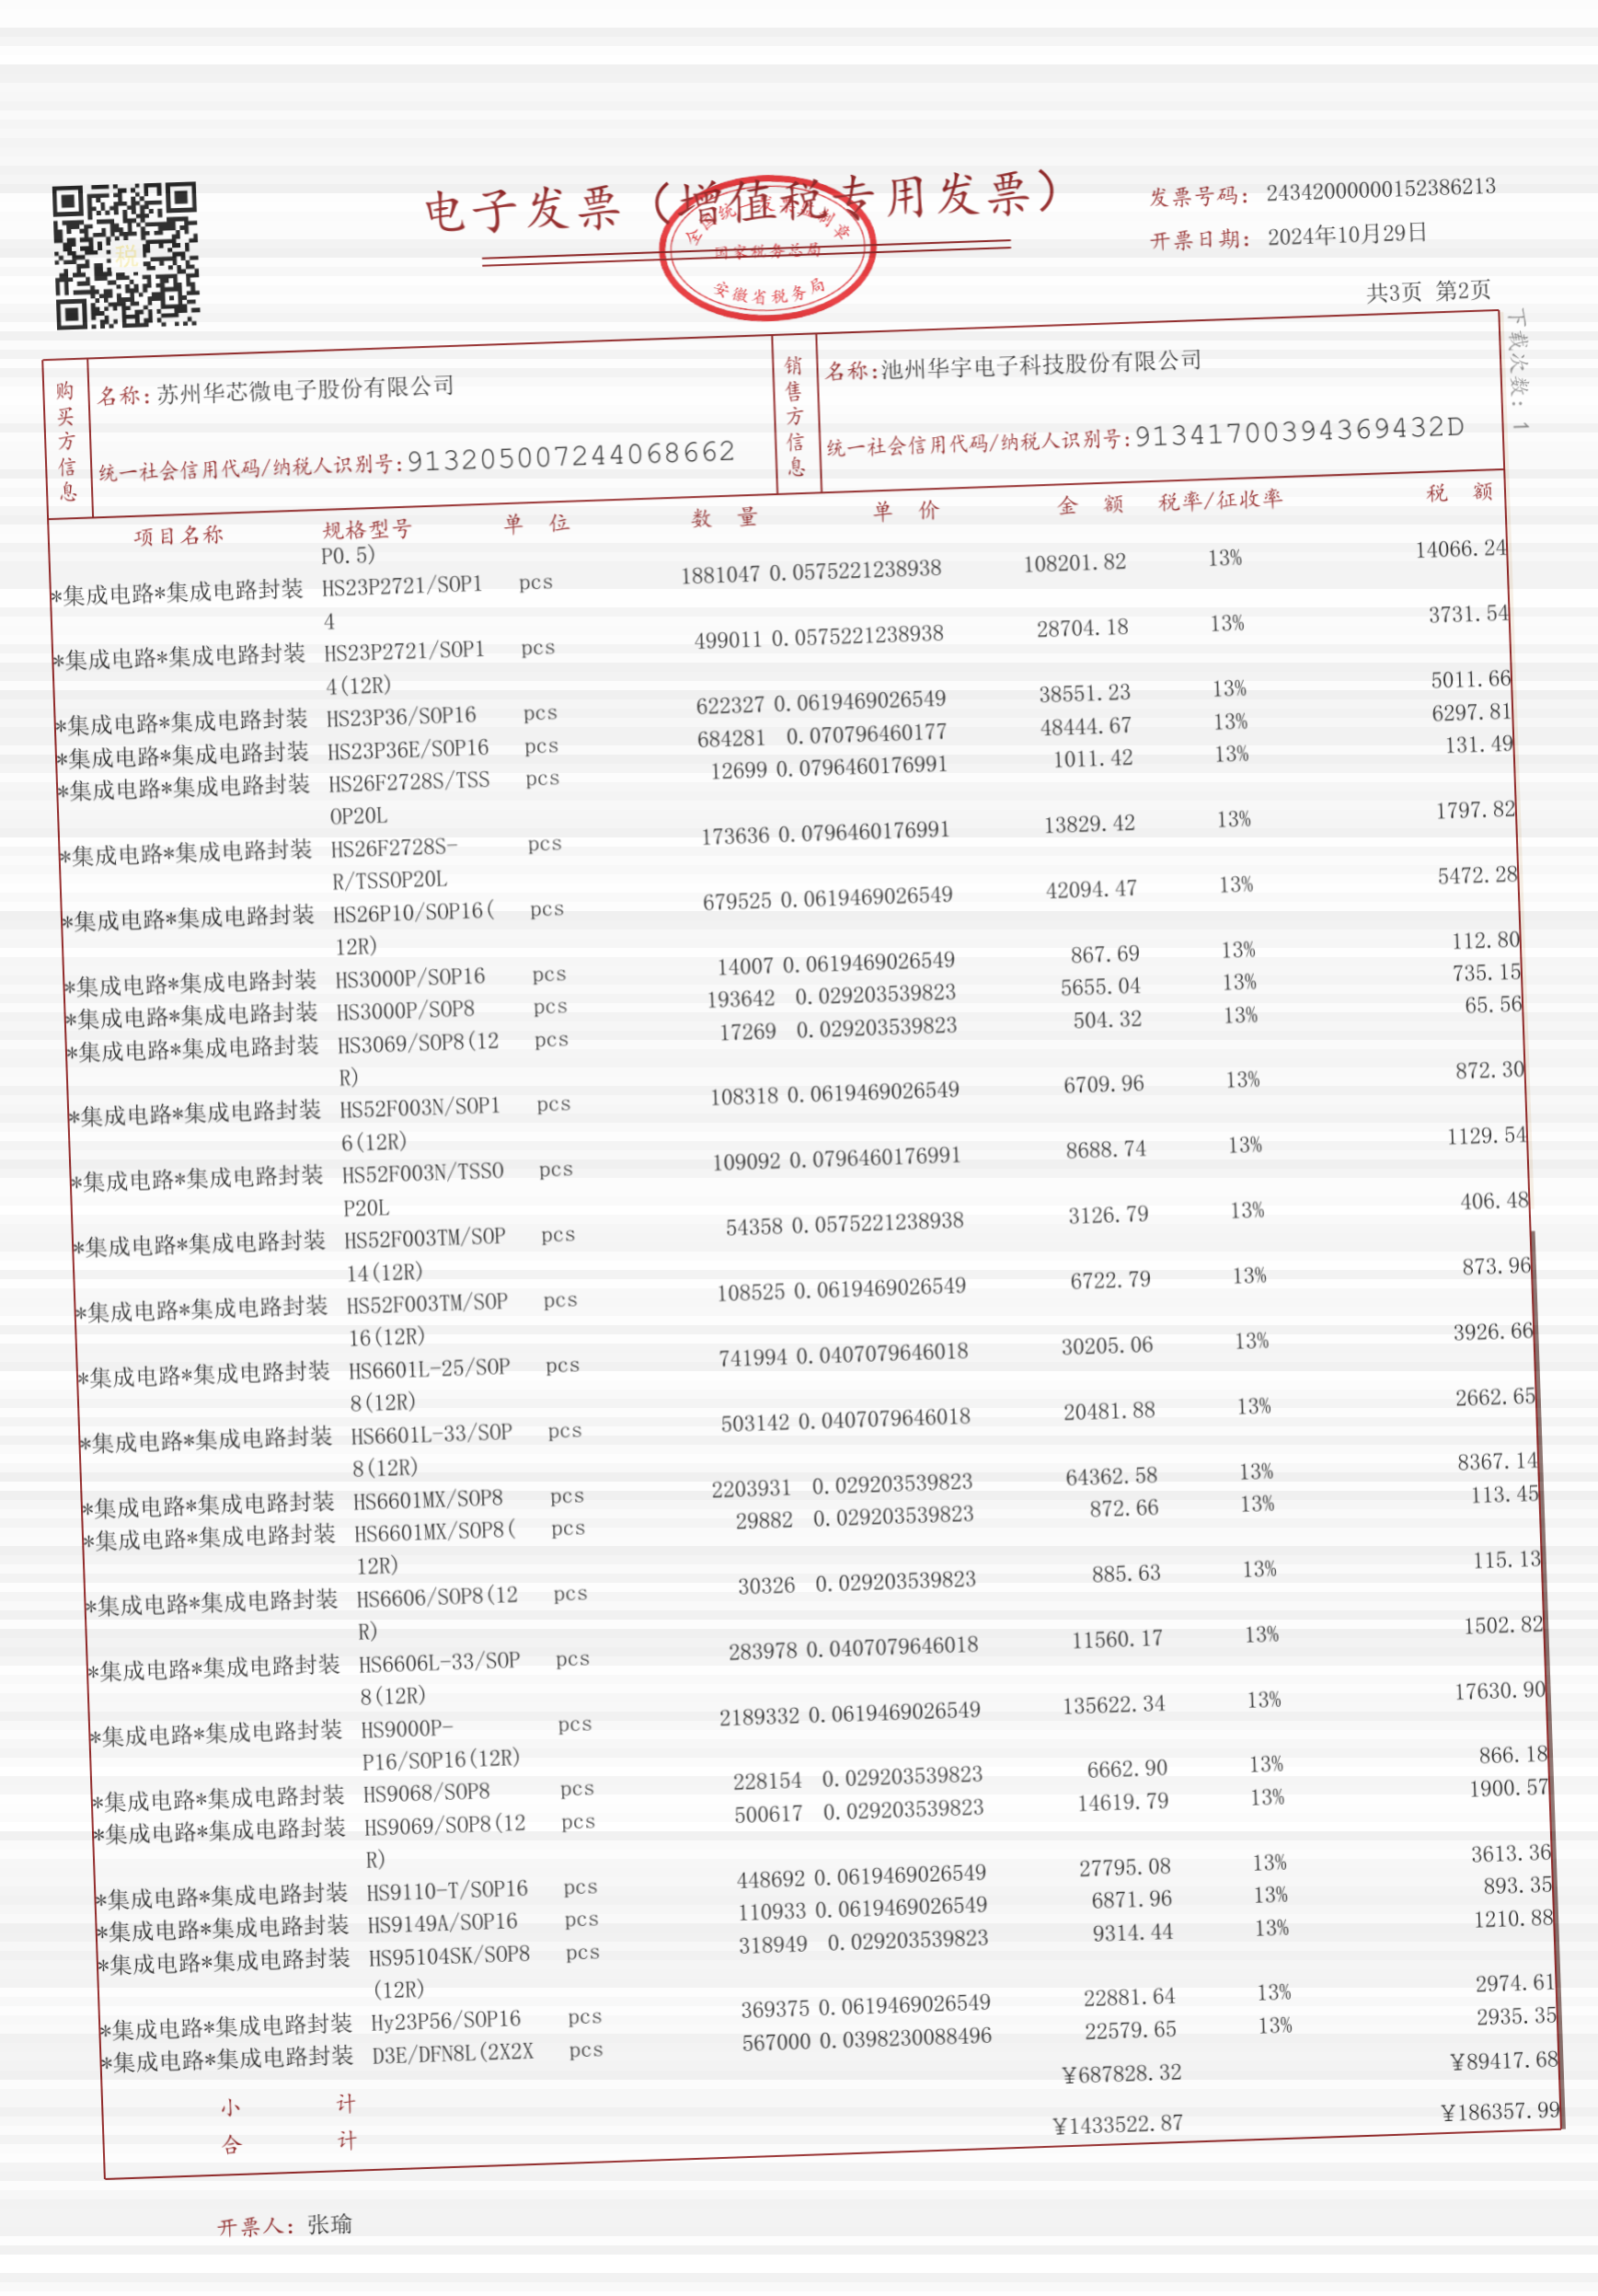 电子发票（增值税专用发票）
发票号码：24342000000152386213
开票日期：2024年10月29日
共3页 第2页
税
全国统一发票监制章
国家税务总局
安徽省税务局
下载次数：1
购买方信息
名称：苏州华芯微电子股份有限公司
统一社会信用代码/纳税人识别号：913205007244068662
销售方信息
名称：池州华宇电子科技股份有限公司
统一社会信用代码/纳税人识别号：91341700394369432D
项目名称 规格型号 单 位 数 量 单 价 金 额 税率/征收率 税 额
P0.5)
*集成电路*集成电路封装 HS23P2721/SOP1 pcs 1881047 0.0575221238938 108201.82 13% 14066.24
4
*集成电路*集成电路封装 HS23P2721/SOP1 pcs 499011 0.0575221238938 28704.18 13% 3731.54
4(12R)
*集成电路*集成电路封装 HS23P36/SOP16 pcs 622327 0.0619469026549 38551.23 13% 5011.66
*集成电路*集成电路封装 HS23P36E/SOP16 pcs 684281 0.070796460177 48444.67 13% 6297.81
*集成电路*集成电路封装 HS26F2728S/TSS pcs 12699 0.0796460176991 1011.42 13% 131.49
OP20L
*集成电路*集成电路封装 HS26F2728S- pcs 173636 0.0796460176991 13829.42 13% 1797.82
R/TSSOP20L
*集成电路*集成电路封装 HS26P10/SOP16( pcs 679525 0.0619469026549 42094.47 13% 5472.28
12R)
*集成电路*集成电路封装 HS3000P/SOP16 pcs 14007 0.0619469026549 867.69 13% 112.80
*集成电路*集成电路封装 HS3000P/SOP8 pcs 193642 0.029203539823 5655.04 13% 735.15
*集成电路*集成电路封装 HS3069/SOP8(12 pcs 17269 0.029203539823 504.32 13% 65.56
R)
*集成电路*集成电路封装 HS52F003N/SOP1 pcs 108318 0.0619469026549 6709.96 13% 872.30
6(12R)
*集成电路*集成电路封装 HS52F003N/TSSO pcs 109092 0.0796460176991 8688.74 13% 1129.54
P20L
*集成电路*集成电路封装 HS52F003TM/SOP pcs 54358 0.0575221238938 3126.79 13% 406.48
14(12R)
*集成电路*集成电路封装 HS52F003TM/SOP pcs 108525 0.0619469026549 6722.79 13% 873.96
16(12R)
*集成电路*集成电路封装 HS6601L-25/SOP pcs 741994 0.0407079646018 30205.06 13% 3926.66
8(12R)
*集成电路*集成电路封装 HS6601L-33/SOP pcs 503142 0.0407079646018 20481.88 13% 2662.65
8(12R)
*集成电路*集成电路封装 HS6601MX/SOP8 pcs 2203931 0.029203539823 64362.58 13% 8367.14
*集成电路*集成电路封装 HS6601MX/SOP8( pcs 29882 0.029203539823 872.66 13% 113.45
12R)
*集成电路*集成电路封装 HS6606/SOP8(12 pcs 30326 0.029203539823 885.63 13% 115.13
R)
*集成电路*集成电路封装 HS6606L-33/SOP pcs 283978 0.0407079646018 11560.17 13% 1502.82
8(12R)
*集成电路*集成电路封装 HS9000P- pcs 2189332 0.0619469026549 135622.34 13% 17630.90
P16/SOP16(12R)
*集成电路*集成电路封装 HS9068/SOP8 pcs 228154 0.029203539823 6662.90 13% 866.18
*集成电路*集成电路封装 HS9069/SOP8(12 pcs 500617 0.029203539823 14619.79 13% 1900.57
R)
*集成电路*集成电路封装 HS9110-T/SOP16 pcs 448692 0.0619469026549 27795.08 13% 3613.36
*集成电路*集成电路封装 HS9149A/SOP16 pcs 110933 0.0619469026549 6871.96 13% 893.35
*集成电路*集成电路封装 HS95104SK/SOP8 pcs 318949 0.029203539823 9314.44 13% 1210.88
(12R)
*集成电路*集成电路封装 Hy23P56/SOP16 pcs 369375 0.0619469026549 22881.64 13% 2974.61
*集成电路*集成电路封装 D3E/DFN8L(2X2X pcs 567000 0.0398230088496 22579.65 13% 2935.35
小 计 ¥687828.32 ¥89417.68
合 计 ¥1433522.87 ¥186357.99
开票人：张瑜